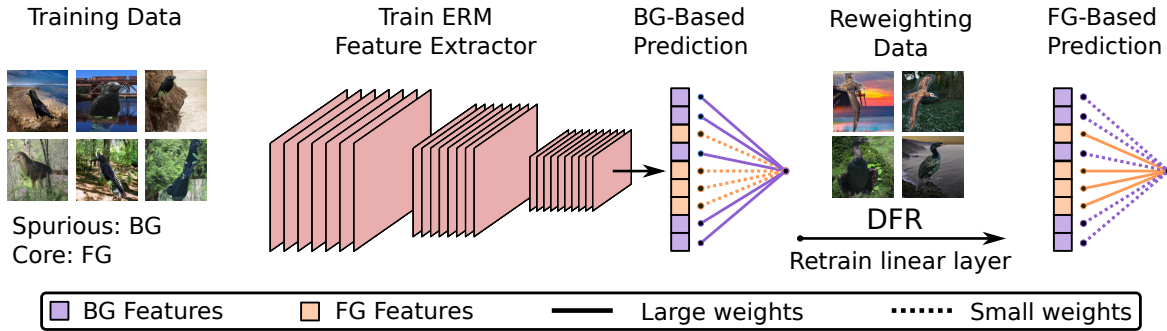 Training Data
Train ERM
Feature Extractor
BG-Based
Prediction
Reweighting
Data
FG-Based
Prediction
Spurious: BG
Core: FG
DFR
Retrain linear layer
BG Features
FG Features
Large weights
Small weights